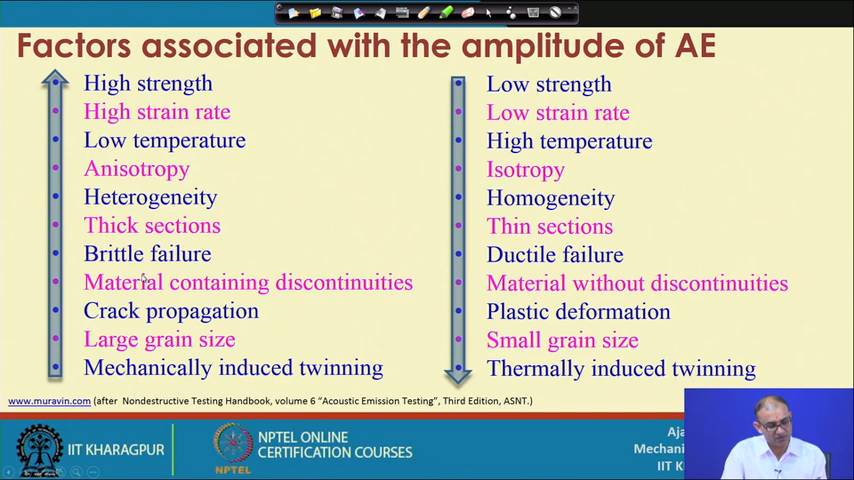 Factors associated with the amplitude of AE
High strength
High strain rate
Low temperature
Anisotropy
Heterogeneity
Thick sections
Brittle failure
Material containing discontinuities
Crack propagation
Large grain size
Mechanically induced twinning
Low strength
Low strain rate
High temperature
Isotropy
Homogeneity
Thin sections
Ductile failure
Material without discontinuities
Plastic deformation
Small grain size
Thermally induced twinning
www.muravin.com (after Nondestructive Testing Handbook, volume 6 “Acoustic Emission Testing”, Third Edition, ASNT.)
IIT KHARAGPUR
NPTEL
NPTEL ONLINE
CERTIFICATION COURSES
Aja
Mechani
IIT K